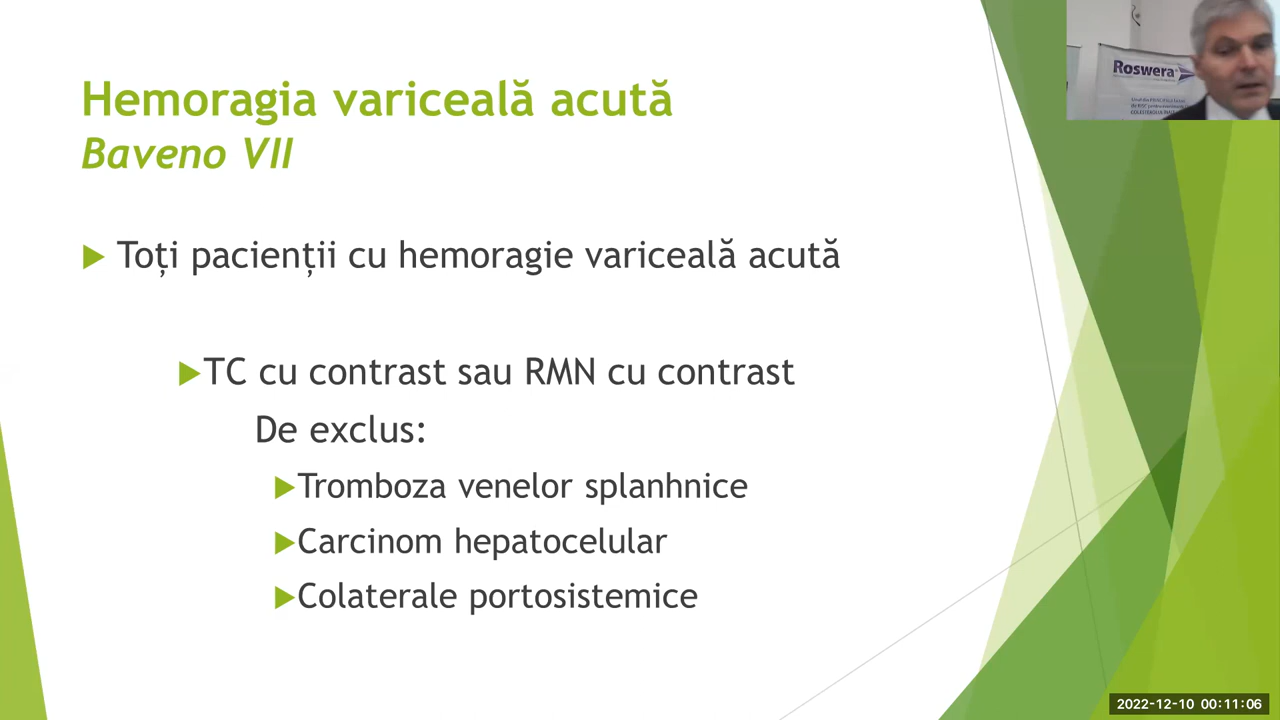 Hemoragia variceală acută
Baveno VII
Toți pacienții cu hemoragie variceală acută
TC cu contrast sau RMN cu contrast
De exclus:
Tromboza venelor splanhnice
Carcinom hepatocelular
Colaterale portosistemice
Roswera
2022-12-10 00:11:06